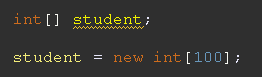 int[] student;
student = new int[100];